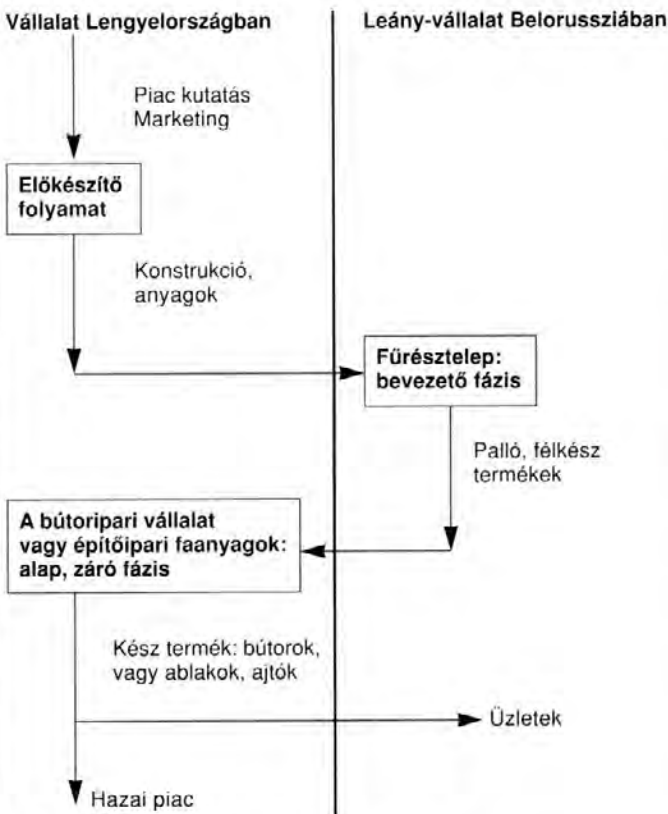 Vállalat Lengyelországban
Leány-vállalat Belorussziában
Piac kutatás
Marketing
Előkészítő
folyamat
Konstrukció,
anyagok
Fűrésztelep:
bevezető fázis
Palló, félkész
termékek
A bútoripari vállalat
vagy építőipari faanyagok:
alap, záró fázis
Kész termék: bútorok,
vagy ablakok, ajtók
Üzletek
Hazai piac